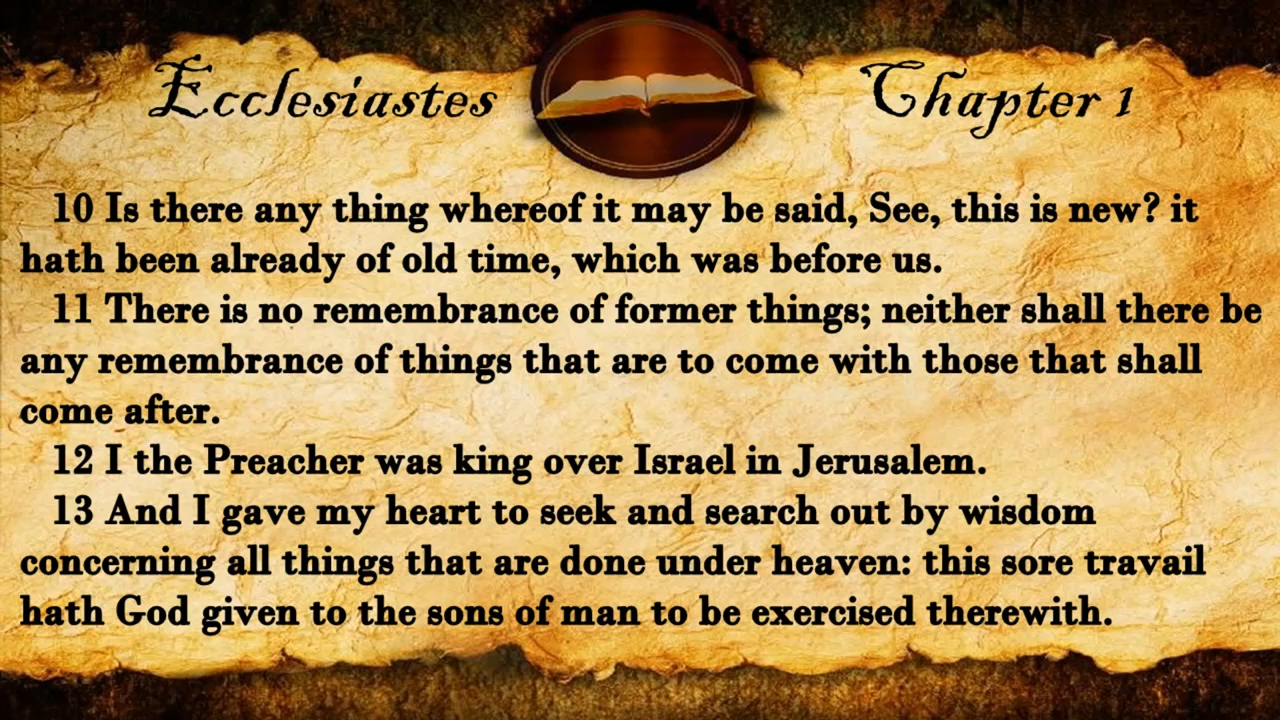 Ecclesiastes Chapter 1
10 Is there any thing whereof it may be said, See, this is new? it
hath been already of old time, which was before us.
11 There is no remembrance of former things; neither shall there be
any remembrance of things that are to come with those that shall
come after.
12 I the Preacher was king over Israel in Jerusalem.
13 And I gave my heart to seek and search out by wisdom
concerning all things that are done under heaven: this sore travail
hath God given to the sons of man to be exercised therewith.